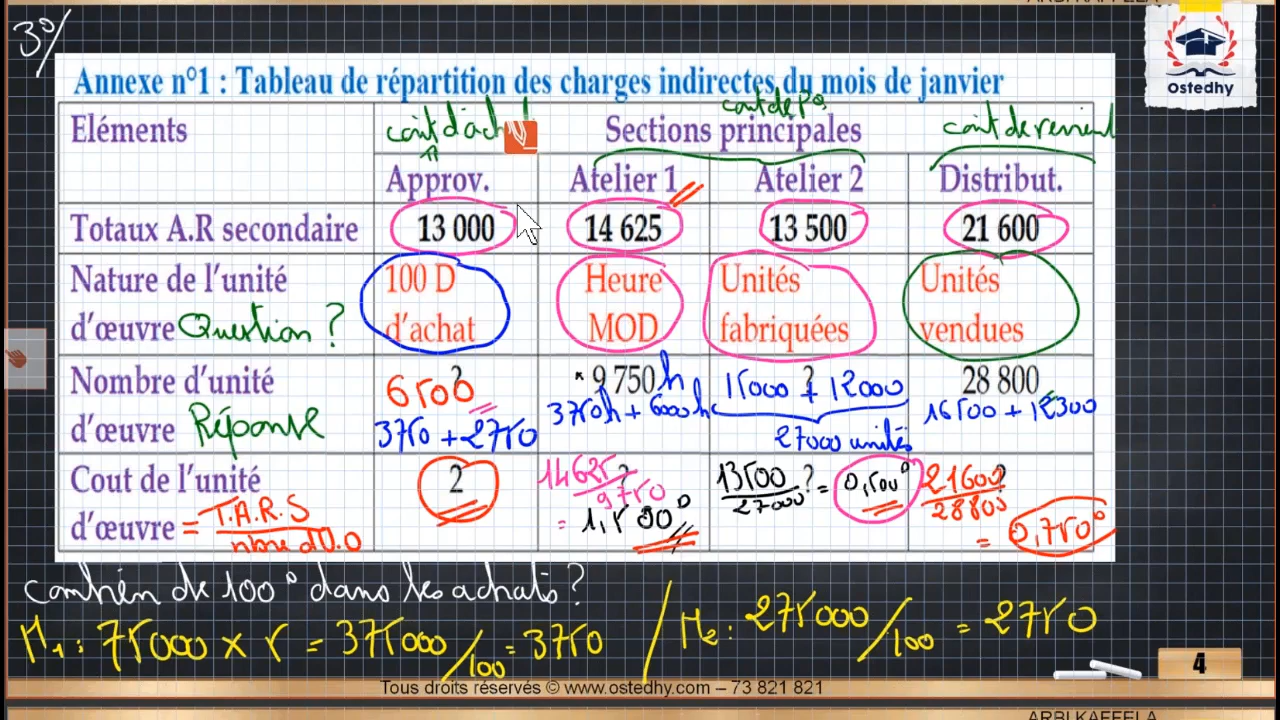 ARBI KAFFELA
3°/
Ostedhy
Annexe n°1 : Tableau de répartition des charges indirectes du mois de janvier
Eléments
coût d'ach
Sections principales
coût de p°
coût de revient
Approv. Atelier 1 Atelier 2 Distribut.
Totaux A.R secondaire 13 000 14 625 13 500 21 600
Nature de l'unité d'œuvre Question ?
100 D d'achat
Heure MOD
Unités fabriquées
Unités vendues
Nombre d'unité d'œuvre Réponse
? 6500
3750 + 2750
9 750 h
3750h + 6000h
? 15000 + 12000
27000 unités
28 800
16500 + 12300
Cout de l'unité d'œuvre = T.A.R.S / nbre d'U.O
2
? 14625 / 9750
= 1,500 D
13500 / 27000 ? = 0,500 D
21600 / 28800 ?
= 0,750 D
combien de 100 D dans les achats ?
M1 : 75000 x 5 = 375000/100 = 3750 / M2 : 275000/100 = 2750
4
Tous droits réservés © www.ostedhy.com – 73 821 821
ARBI KAFFELA